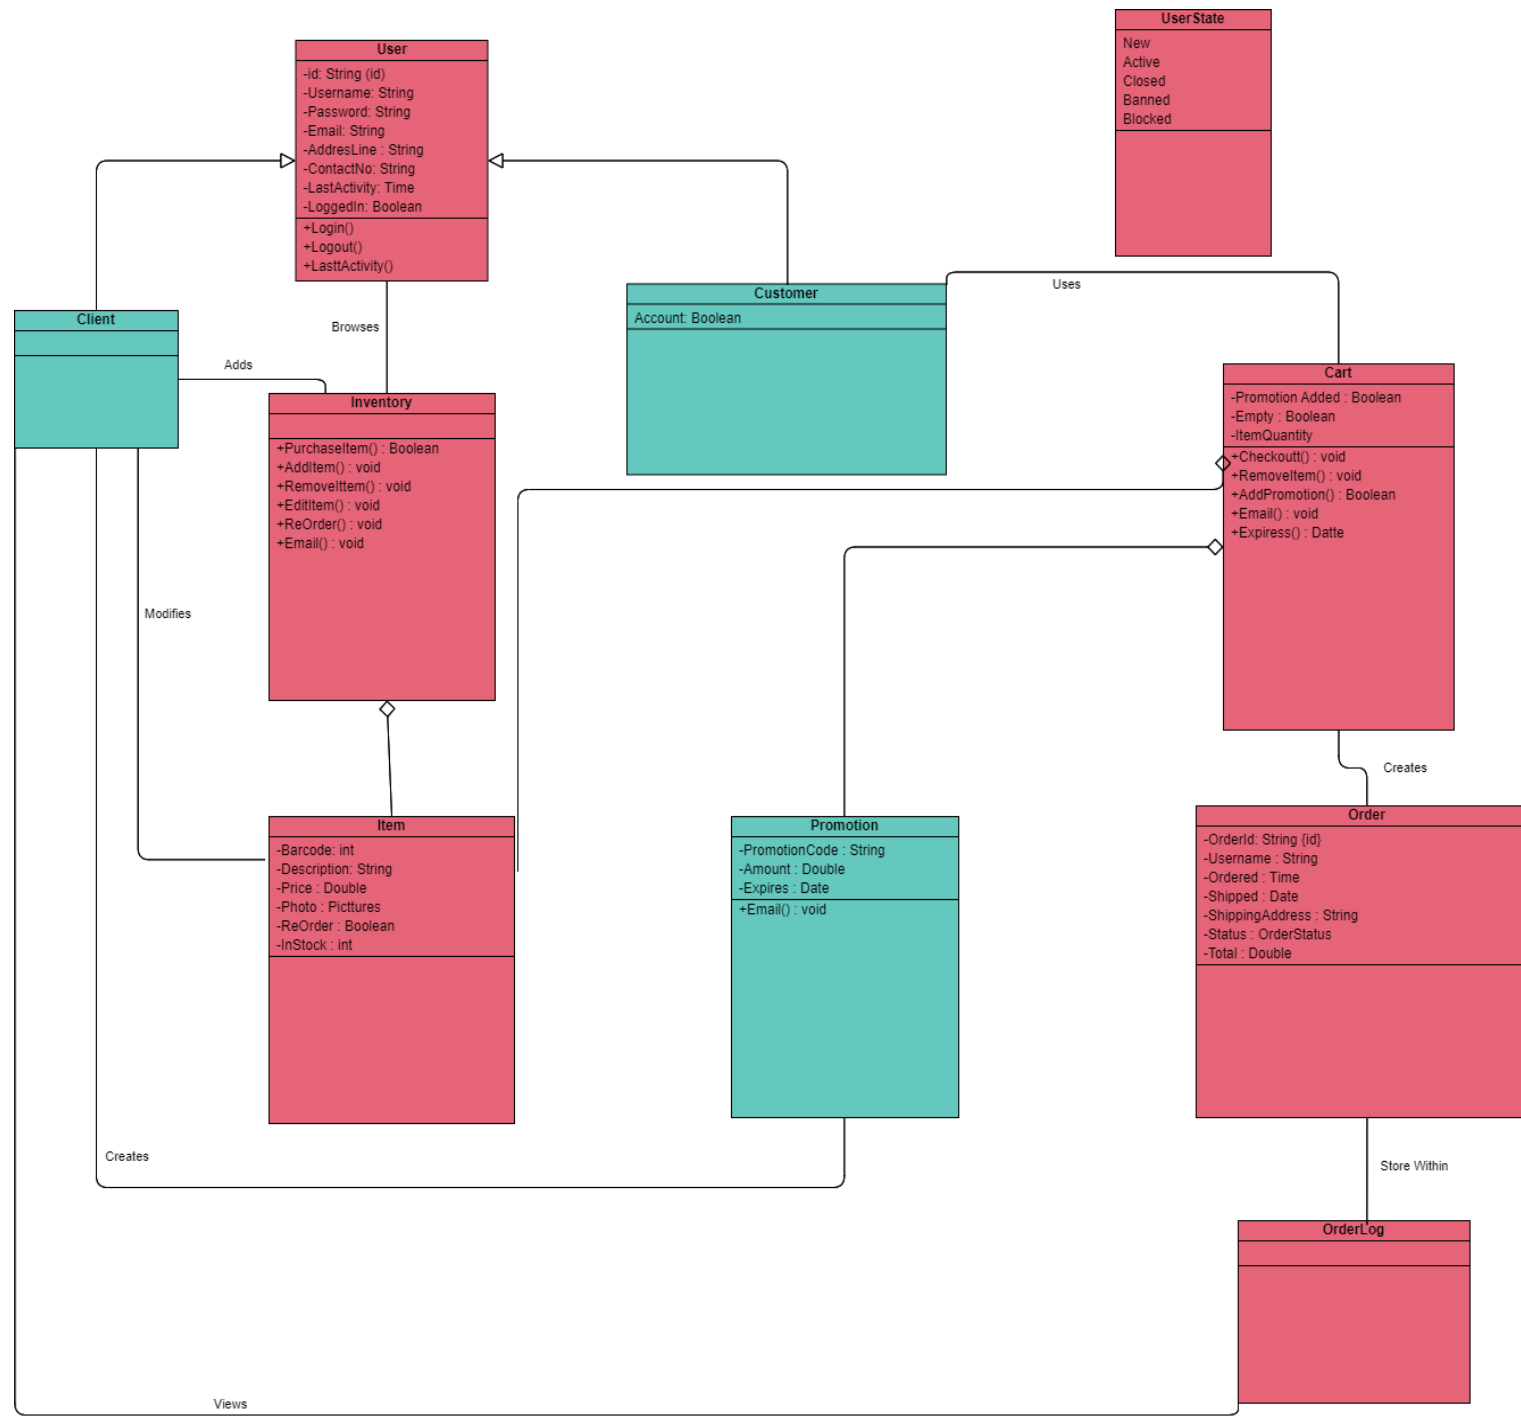 UserState
New
Active
Closed
Banned
Blocked
User
-id: String (id)
-Username: String
-Password: String
-Email: String
-AddresLine : String
-ContactNo: String
-LastActivity: Time
-LoggedIn: Boolean
+Login()
+Logout()
+LasttActivity()
Customer
Account: Boolean
Uses
Client
Browses
Adds
Inventory
+PurchaseItem() : Boolean
+AddItem() : void
+RemoveIttem() : void
+EditItem() : void
+ReOrder() : void
+Email() : void
Cart
-Promotion Added : Boolean
-Empty : Boolean
-ItemQuantity
+Checkoutt() : void
+RemoveItem() : void
+AddPromotion() : Boolean
+Email() : void
+Expiress() : Datte
Modifies
Creates
Item
-Barcode: int
-Description: String
-Price : Double
-Photo : Picttures
-ReOrder : Boolean
-InStock : int
Promotion
-PromotionCode : String
-Amount : Double
-Expires : Date
+Email() : void
Order
-OrderId: String {id}
-Username : String
-Ordered : Time
-Shipped : Date
-ShippingAddress : String
-Status : OrderStatus
-Total : Double
Creates
Store Within
OrderLog
Views